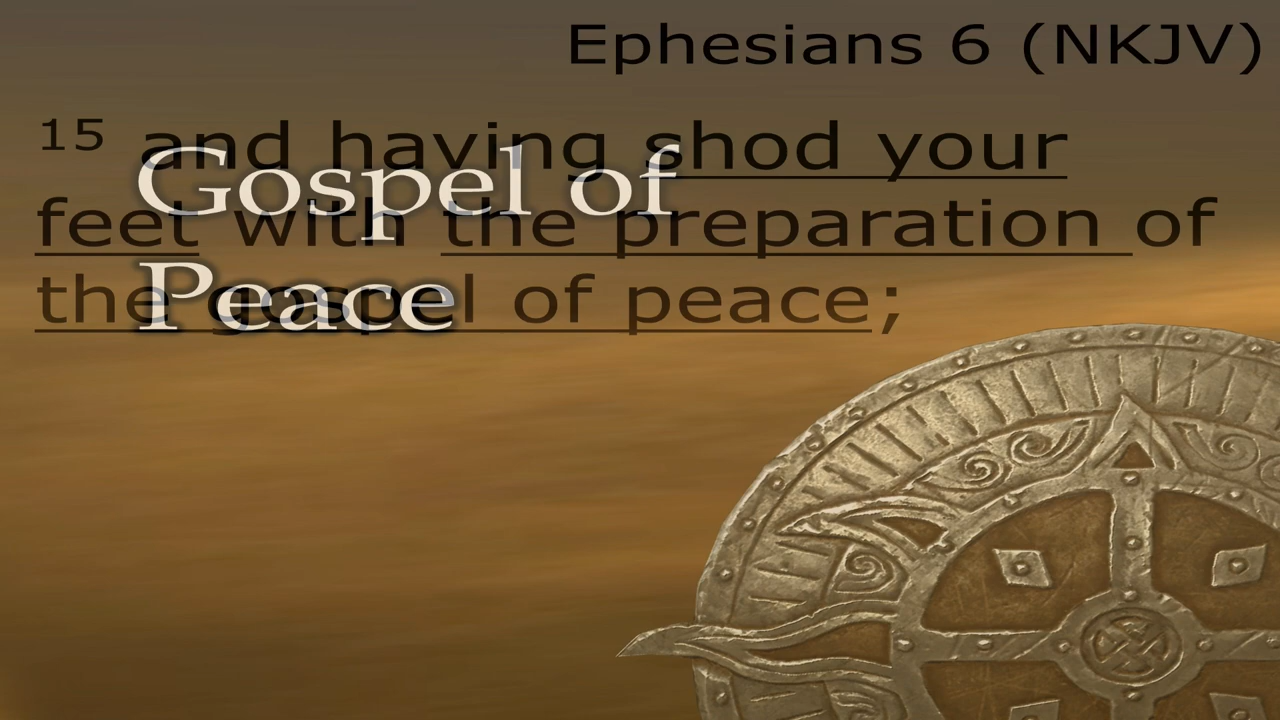 Ephesians 6 (NKJV)
15 and having shod your
feet with the preparation of
the gospel of peace;
Gospel of
Peace